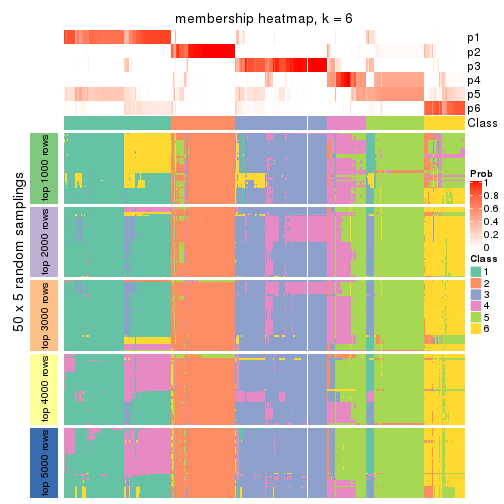 membership heatmap, k = 6
p1
p2
p3
p4
p5
p6
Class
50 x 5 random samplings
top 1000 rows
top 2000 rows
top 3000 rows
top 4000 rows
top 5000 rows
Prob
1
0.8
0.6
0.4
0.2
0
Class
1
2
3
4
5
6